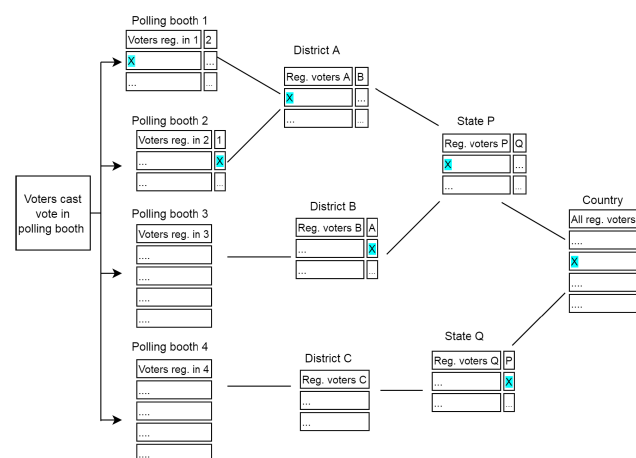 Polling booth 1
Voters reg. in 1 2
X ...
... ...
Polling booth 2
Voters reg. in 2 1
... X
... ...
Voters cast
vote in
polling booth
Polling booth 3
Voters reg. in 3
....
....
....
....
Polling booth 4
Voters reg. in 4
....
....
....
....
District A
Reg. voters A B
X ...
... ...
District B
Reg. voters B A
... X
... ...
District C
Reg. voters C
...
...
State P
Reg. voters P Q
X ...
... ...
State Q
Reg. voters Q P
... X
... ...
Country
All reg. voters
....
X
....
....